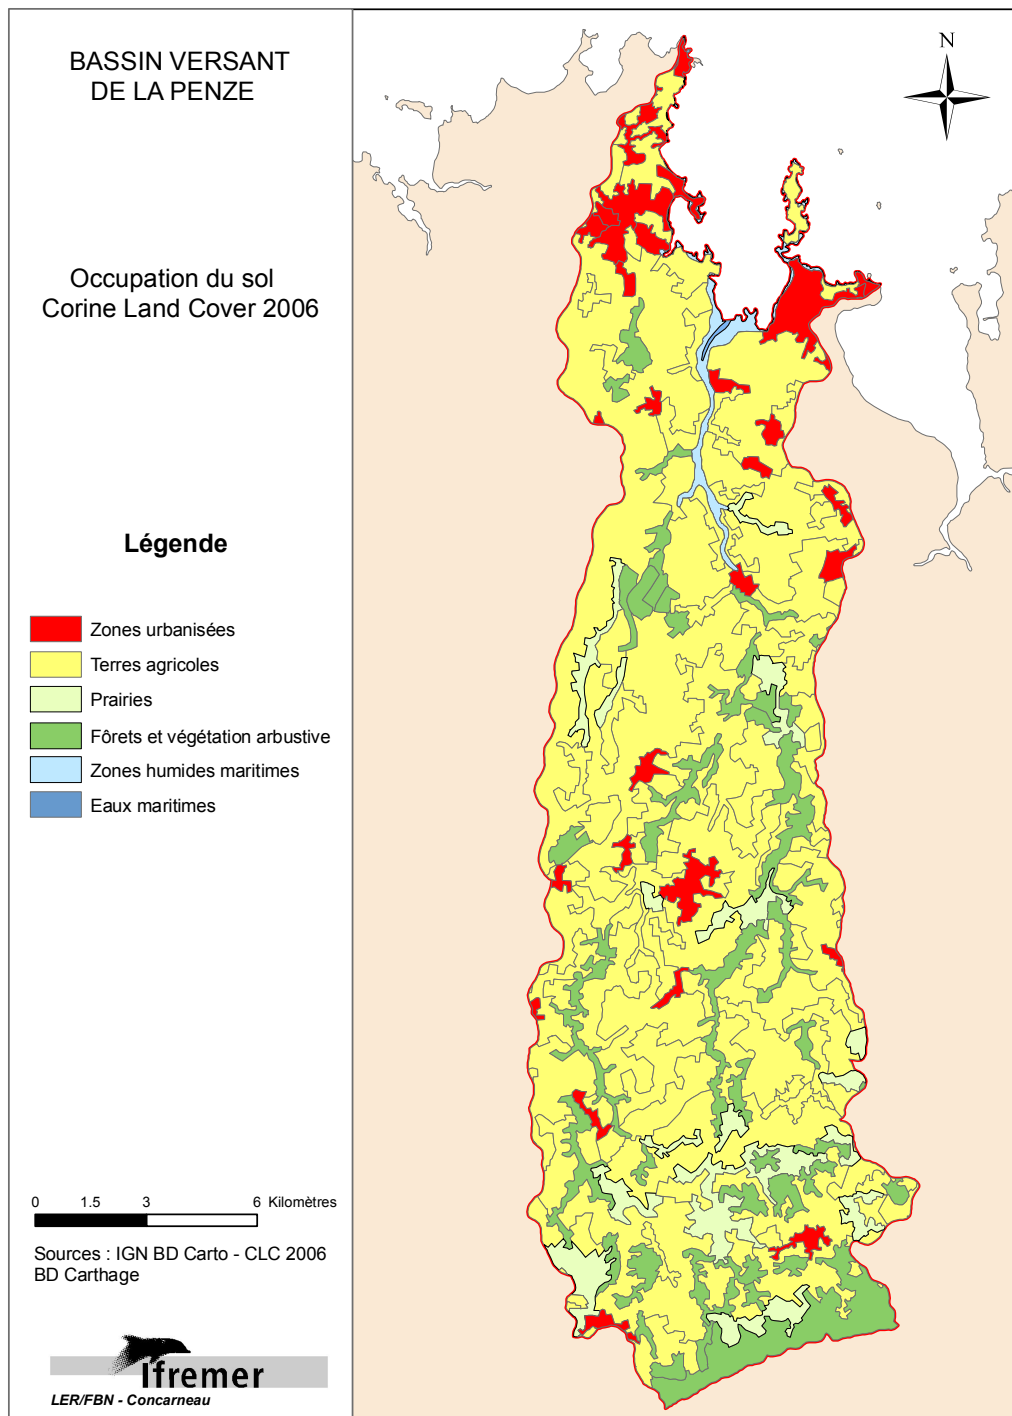 BASSIN VERSANT
DE LA PENZE
N
Occupation du sol
Corine Land Cover 2006
Légende
Zones urbanisées
Terres agricoles
Prairies
Fôrets et végétation arbustive
Zones humides maritimes
Eaux maritimes
0 1.5 3 6 Kilomètres
Sources : IGN BD Carto - CLC 2006
BD Carthage
Ifremer
LER/FBN - Concarneau